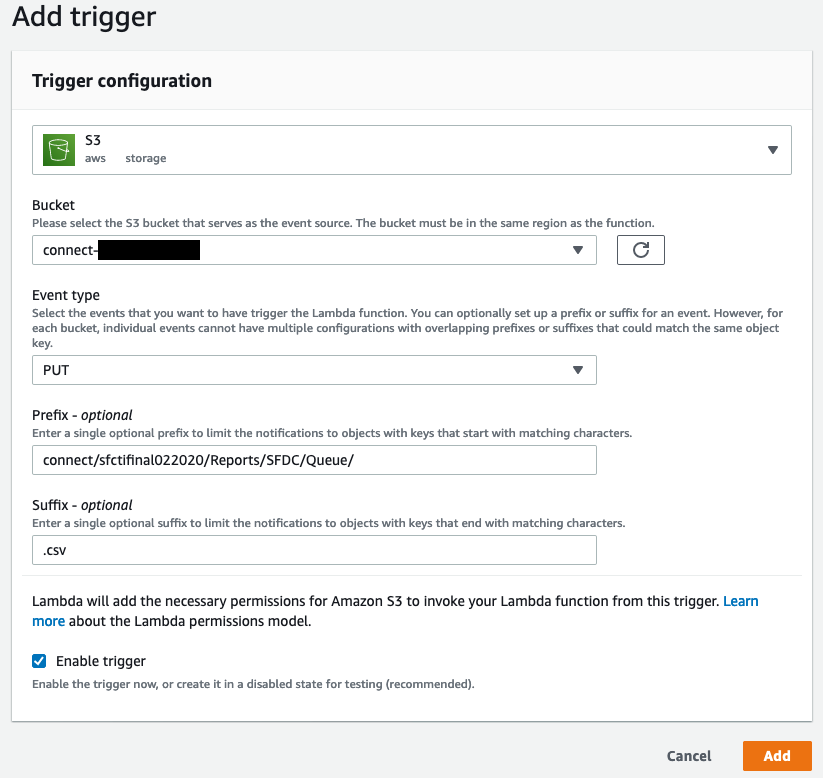 Add trigger
Trigger configuration
S3
aws storage
Bucket
Please select the S3 bucket that serves as the event source. The bucket must be in the same region as the function.
connect-
Event type
Select the events that you want to have trigger the Lambda function. You can optionally set up a prefix or suffix for an event. However, for
each bucket, individual events cannot have multiple configurations with overlapping prefixes or suffixes that could match the same object
key.
PUT
Prefix - optional
Enter a single optional prefix to limit the notifications to objects with keys that start with matching characters.
connect/sfctifinal022020/Reports/SFDC/Queue/
Suffix - optional
Enter a single optional suffix to limit the notifications to objects with keys that end with matching characters.
.csv
Lambda will add the necessary permissions for Amazon S3 to invoke your Lambda function from this trigger. Learn
more about the Lambda permissions model.
Enable trigger
Enable the trigger now, or create it in a disabled state for testing (recommended).
Cancel Add